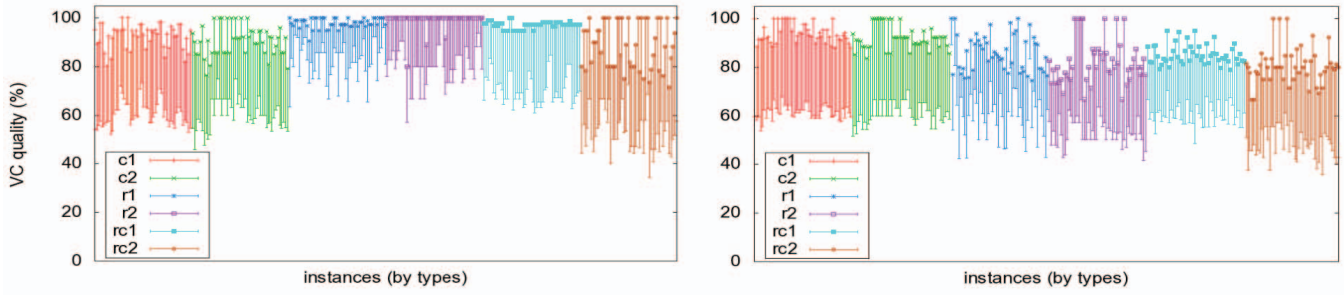 VC quality (%)
100
80
60
40
20
0
c1
c2
r1
r2
rc1
rc2
instances (by types)
100
80
60
40
20
0
c1
c2
r1
r2
rc1
rc2
instances (by types)